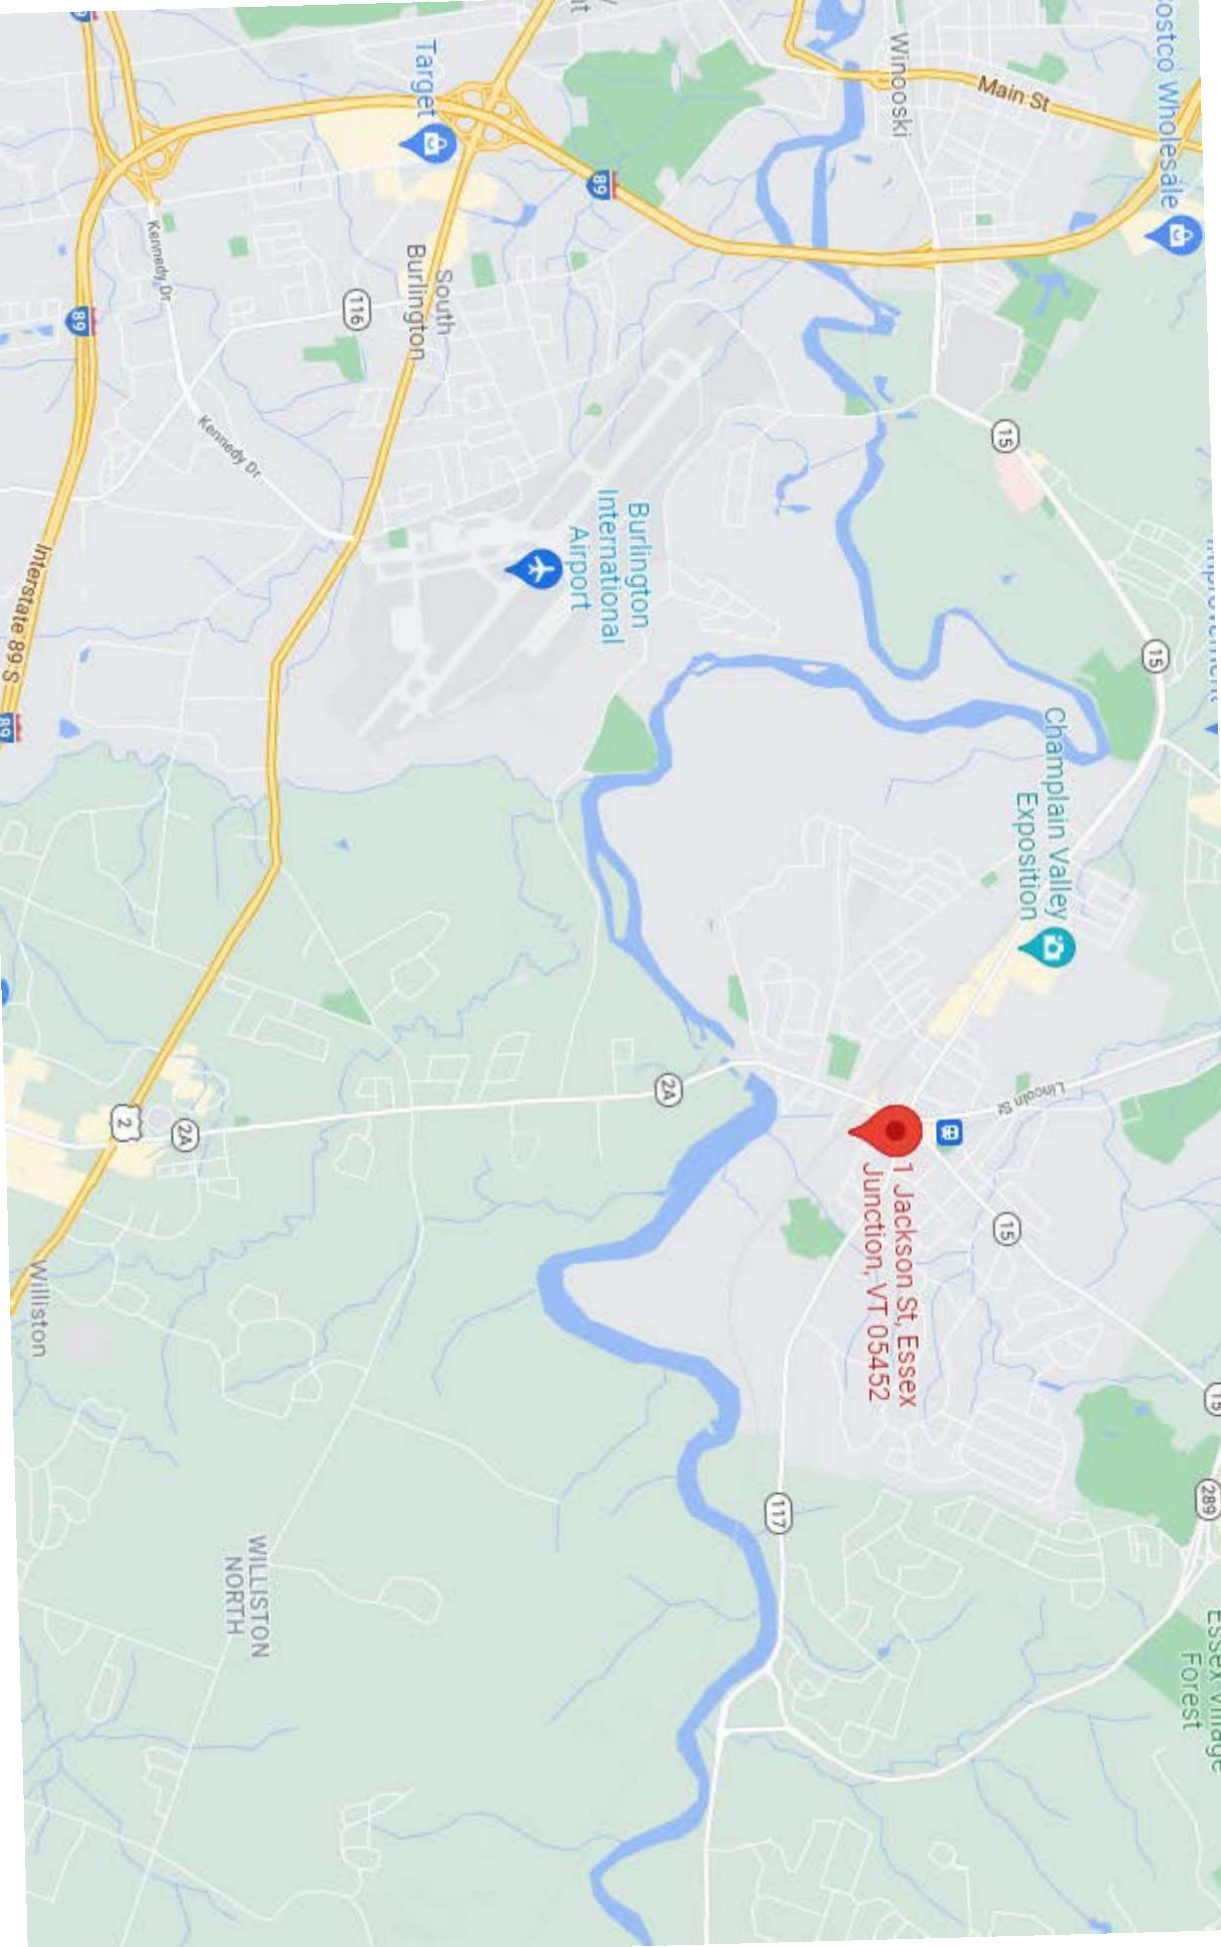 Winooski
Main St
Costco Wholesale
Target
89
Kennedy Dr
89
116
South
Burlington
Kennedy Dr
15
Burlington
International
Airport
Interstate 89 S
89
15
Champlain Valley
Exposition
Lincoln St
2A
2A
2
1 Jackson St, Essex
Junction, VT 05452
15
15
Williston
117
289
WILLISTON
NORTH
Essex Village
Forest